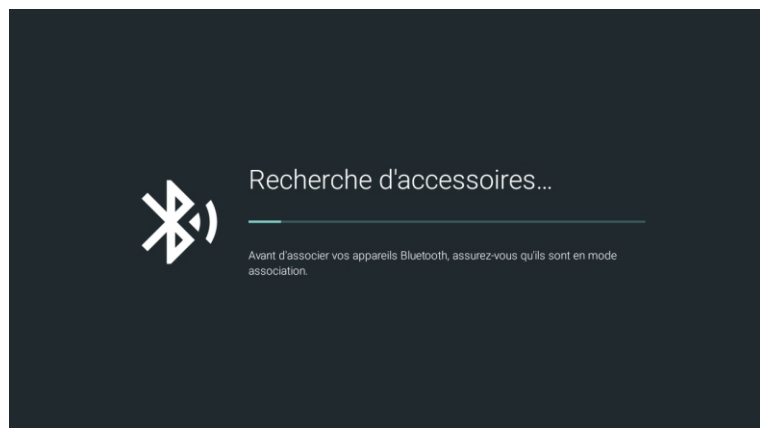 Recherche d'accessoires...
Avant d'associer vos appareils Bluetooth, assurez-vous qu'ils sont en mode
association.